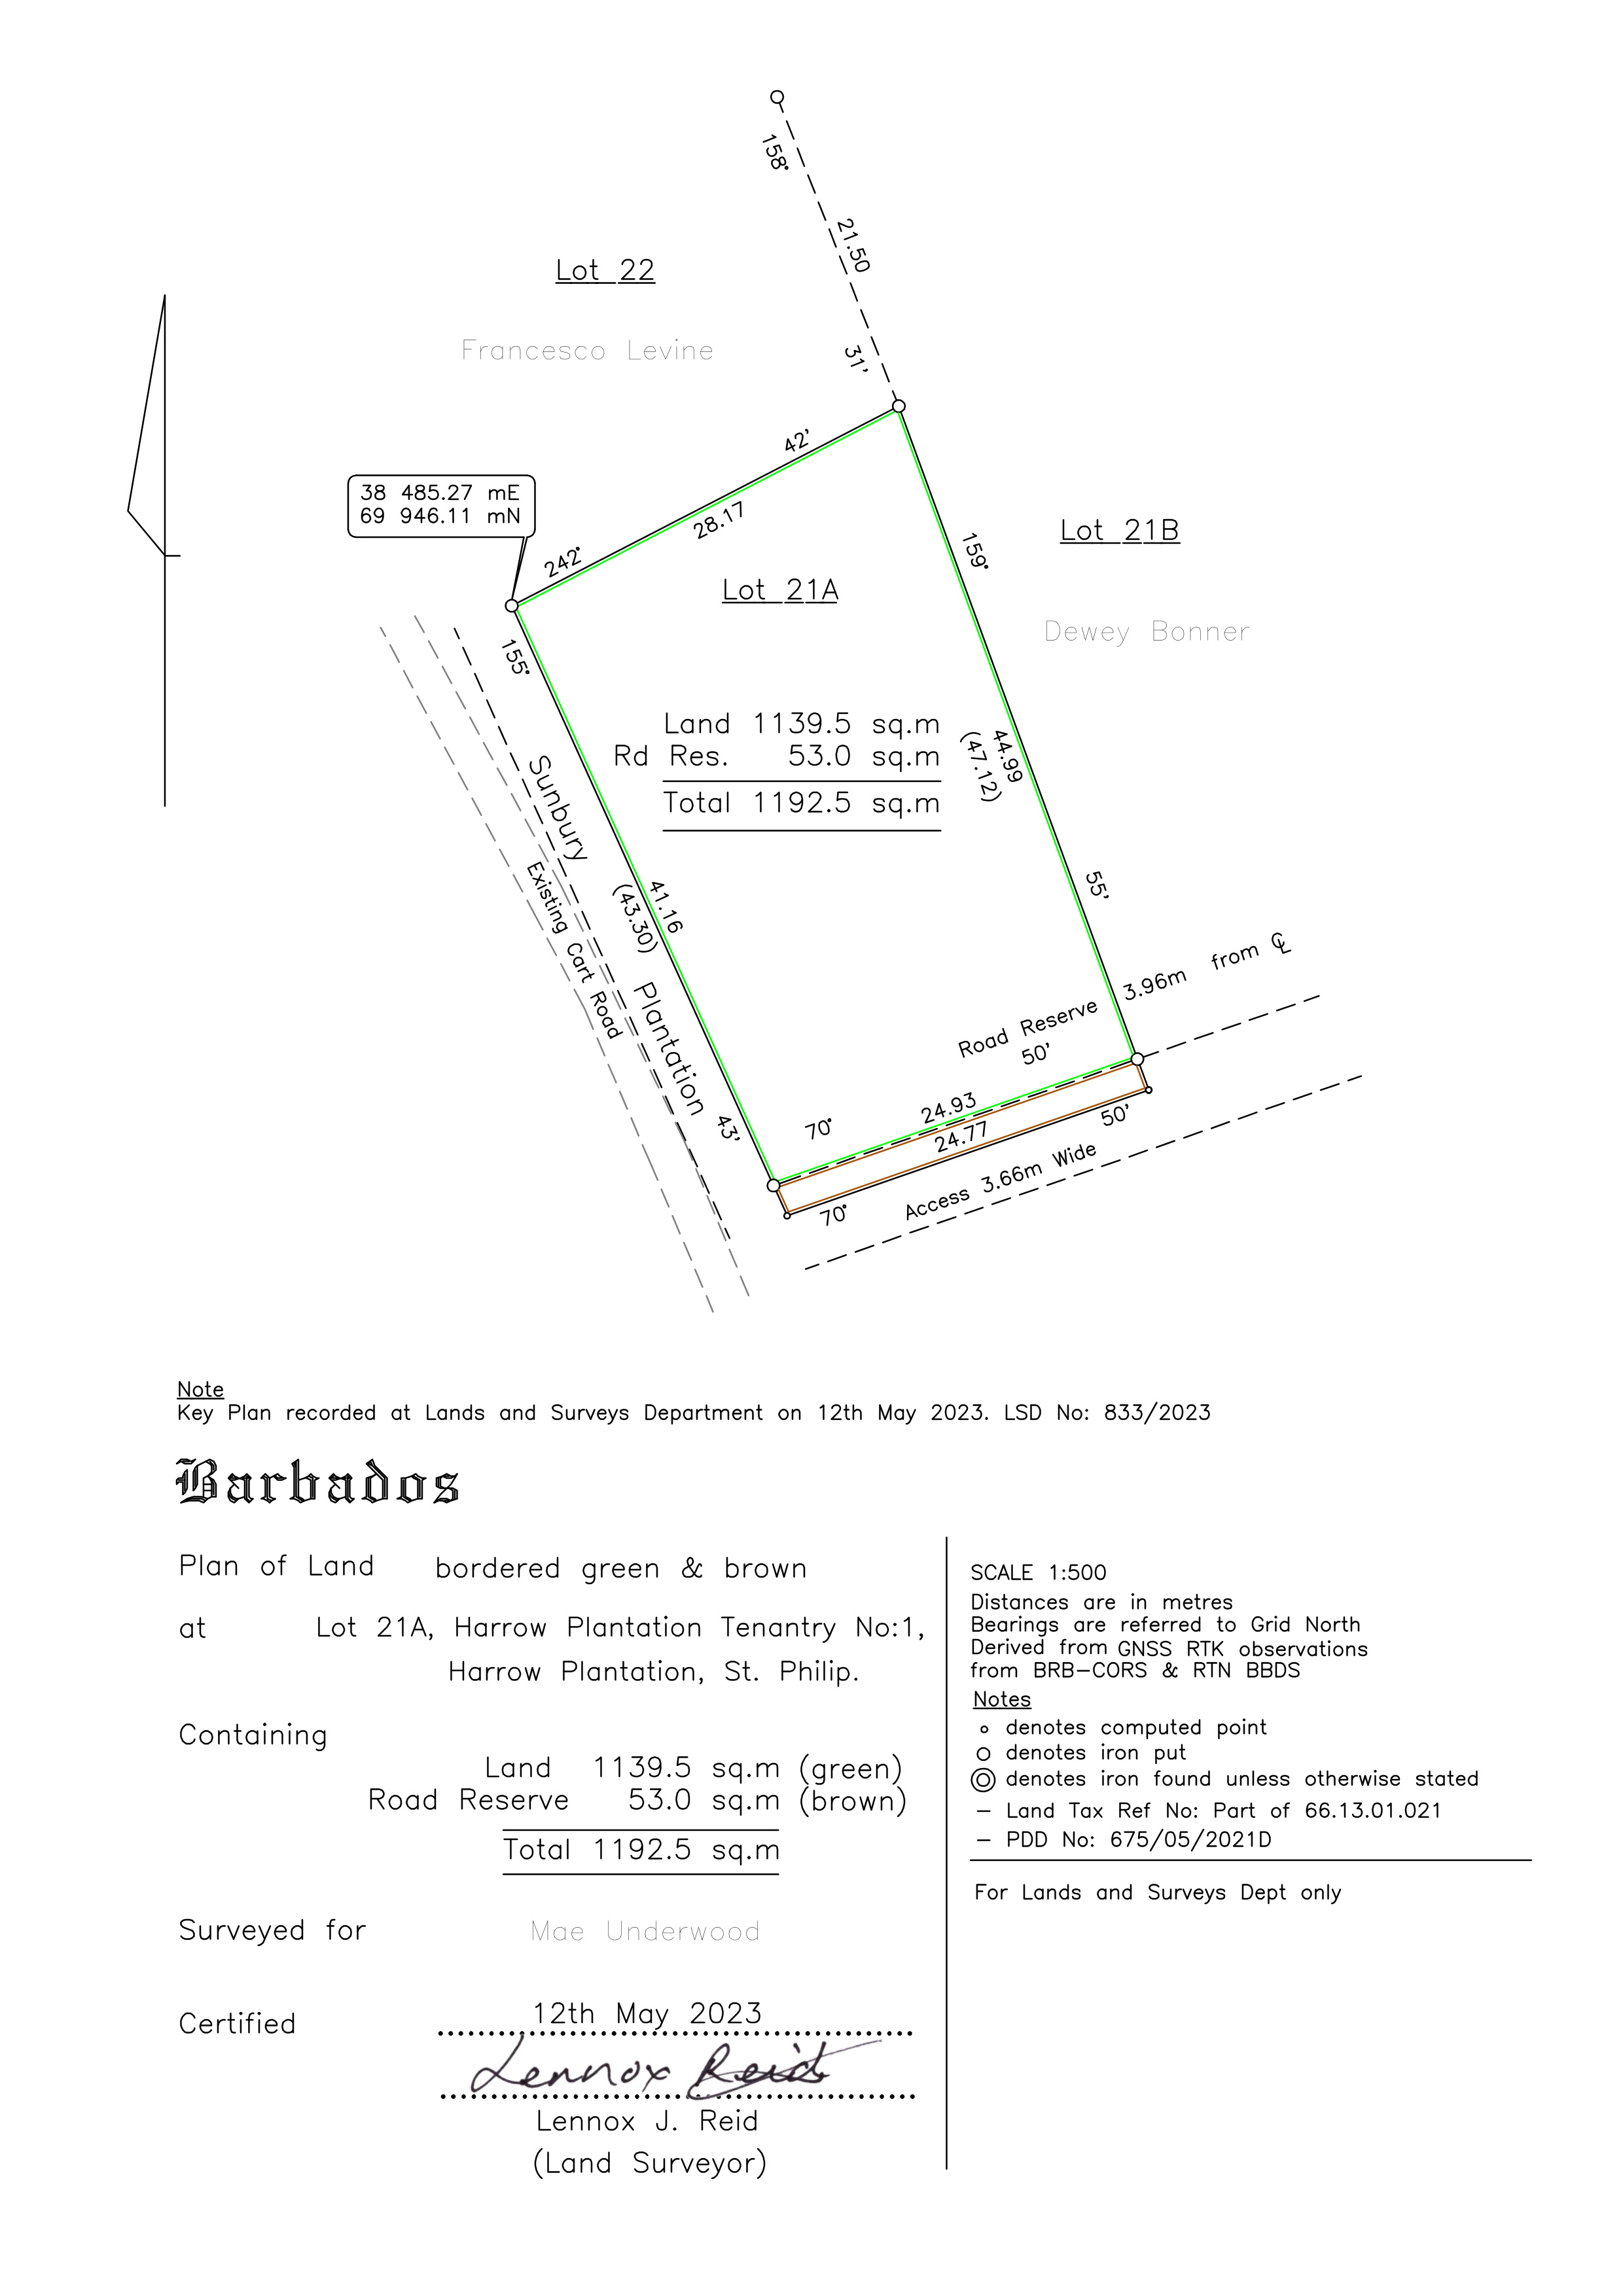 158°
21.50
31'
Lot 22
Francesco Levine
42'
38 485.27 mE
69 946.11 mN
28.17
242°
159°
Lot 21B
Lot 21A
Dewey Bonner
155°
Land 1139.5 sq.m
Rd Res. 53.0 sq.m
Total 1192.5 sq.m
44.99
(47.12)
Sunbury Plantation
Existing Cart Road
41.16
(43.30)
55'
Road Reserve 3.96m from ℄
50'
43'
70°
24.93
24.77
50'
70°
Access 3.66m Wide
Note
Key Plan recorded at Lands and Surveys Department on 12th May 2023. LSD No: 833/2023
Barbados
Plan of Land bordered green & brown
at Lot 21A, Harrow Plantation Tenantry No:1,
Harrow Plantation, St. Philip.
Containing
Land 1139.5 sq.m (green)
Road Reserve 53.0 sq.m (brown)
Total 1192.5 sq.m
Surveyed for Mae Underwood
Certified 12th May 2023
Lennox Reid
Lennox J. Reid
(Land Surveyor)
SCALE 1:500
Distances are in metres
Bearings are referred to Grid North
Derived from GNSS RTK observations
from BRB-CORS & RTN BBDS
Notes
denotes computed point
denotes iron put
denotes iron found unless otherwise stated
- Land Tax Ref No: Part of 66.13.01.021
- PDD No: 675/05/2021D
For Lands and Surveys Dept only